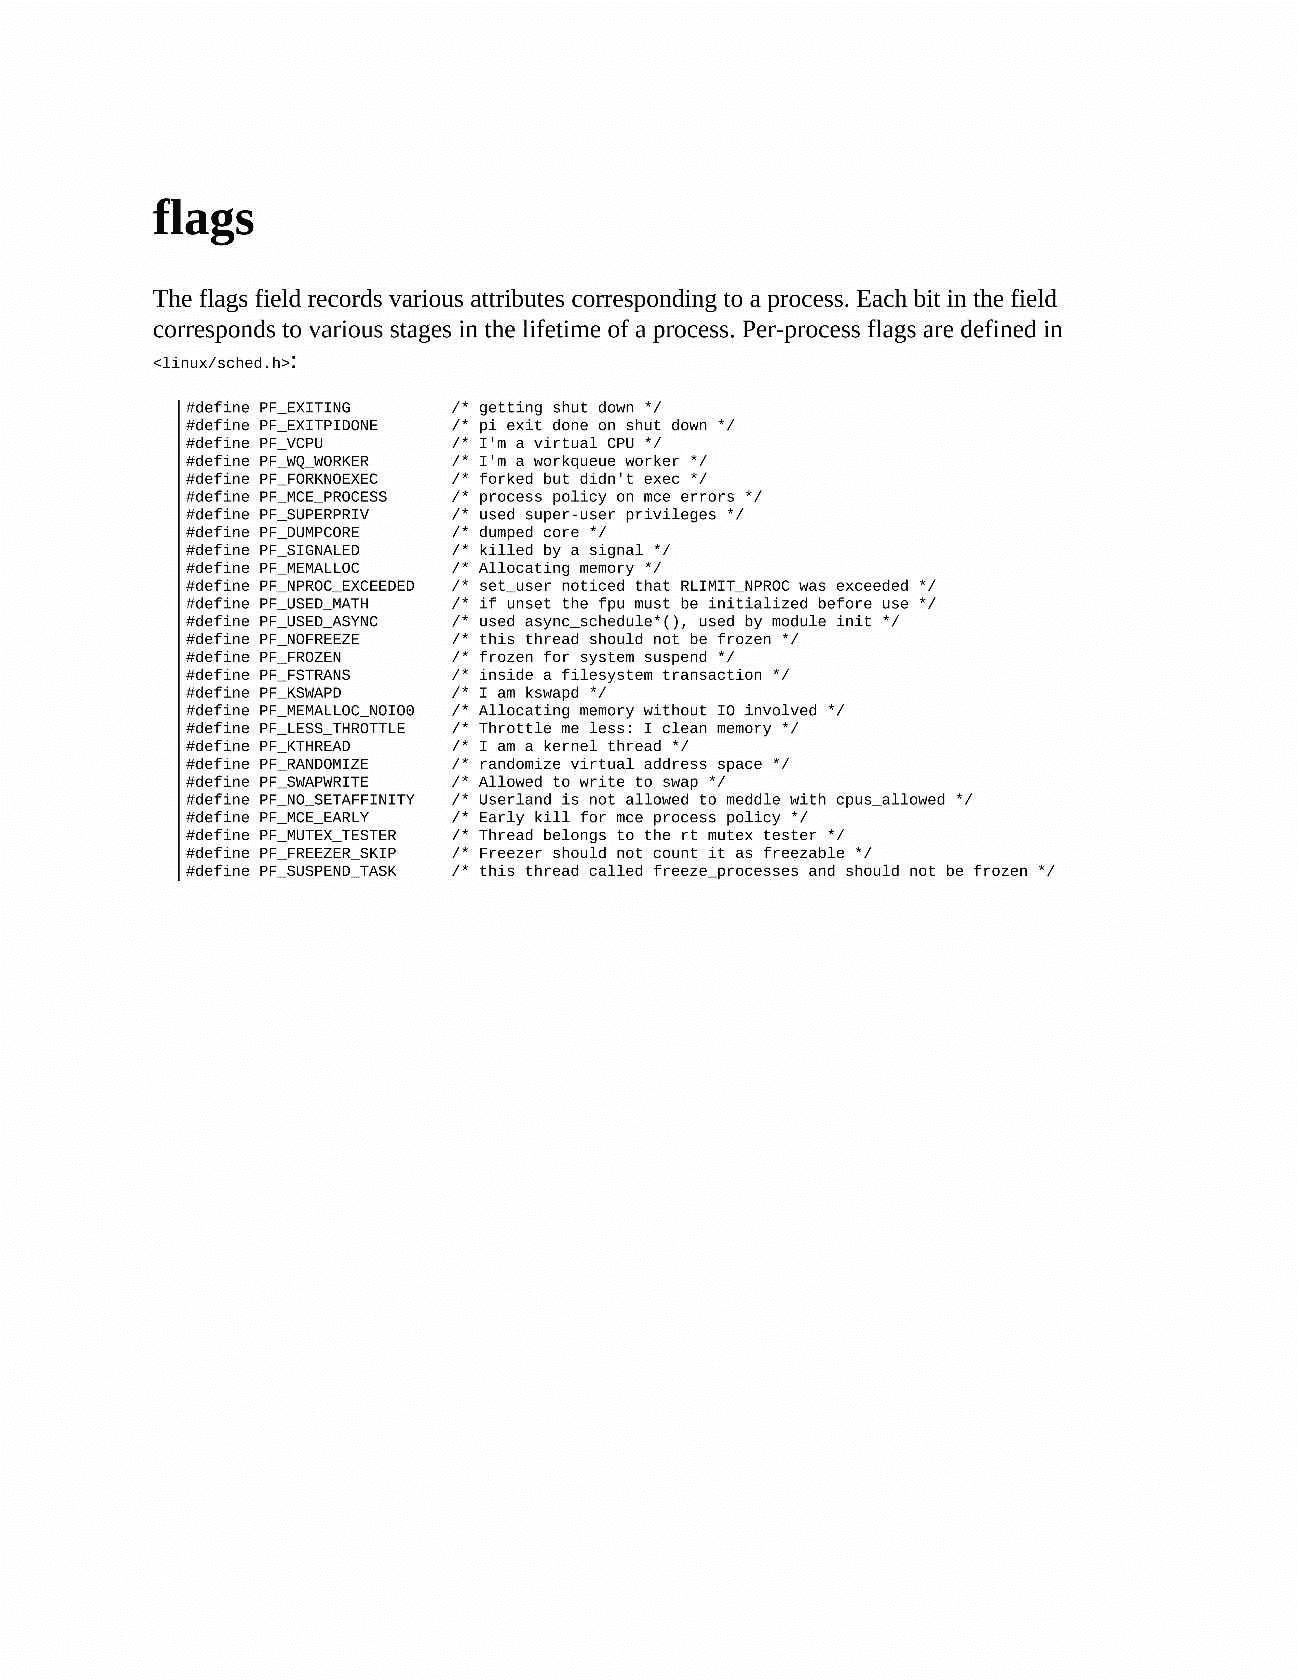 flags
The flags field records various attributes corresponding to a process. Each bit in the field
corresponds to various stages in the lifetime of a process. Per-process flags are defined in
<linux/sched.h>:
#define PF_EXITING /* getting shut down */
#define PF_EXITPIDONE /* pi exit done on shut down */
#define PF_VCPU /* I'm a virtual CPU */
#define PF_WQ_WORKER /* I'm a workqueue worker */
#define PF_FORKNOEXEC /* forked but didn't exec */
#define PF_MCE_PROCESS /* process policy on mce errors */
#define PF_SUPERPRIV /* used super-user privileges */
#define PF_DUMPCORE /* dumped core */
#define PF_SIGNALED /* killed by a signal */
#define PF_MEMALLOC /* Allocating memory */
#define PF_NPROC_EXCEEDED /* set_user noticed that RLIMIT_NPROC was exceeded */
#define PF_USED_MATH /* if unset the fpu must be initialized before use */
#define PF_USED_ASYNC /* used async_schedule*(), used by module init */
#define PF_NOFREEZE /* this thread should not be frozen */
#define PF_FROZEN /* frozen for system suspend */
#define PF_FSTRANS /* inside a filesystem transaction */
#define PF_KSWAPD /* I am kswapd */
#define PF_MEMALLOC_NOIO0 /* Allocating memory without IO involved */
#define PF_LESS_THROTTLE /* Throttle me less: I clean memory */
#define PF_KTHREAD /* I am a kernel thread */
#define PF_RANDOMIZE /* randomize virtual address space */
#define PF_SWAPWRITE /* Allowed to write to swap */
#define PF_NO_SETAFFINITY /* Userland is not allowed to meddle with cpus_allowed */
#define PF_MCE_EARLY /* Early kill for mce process policy */
#define PF_MUTEX_TESTER /* Thread belongs to the rt mutex tester */
#define PF_FREEZER_SKIP /* Freezer should not count it as freezable */
#define PF_SUSPEND_TASK /* this thread called freeze_processes and should not be frozen */